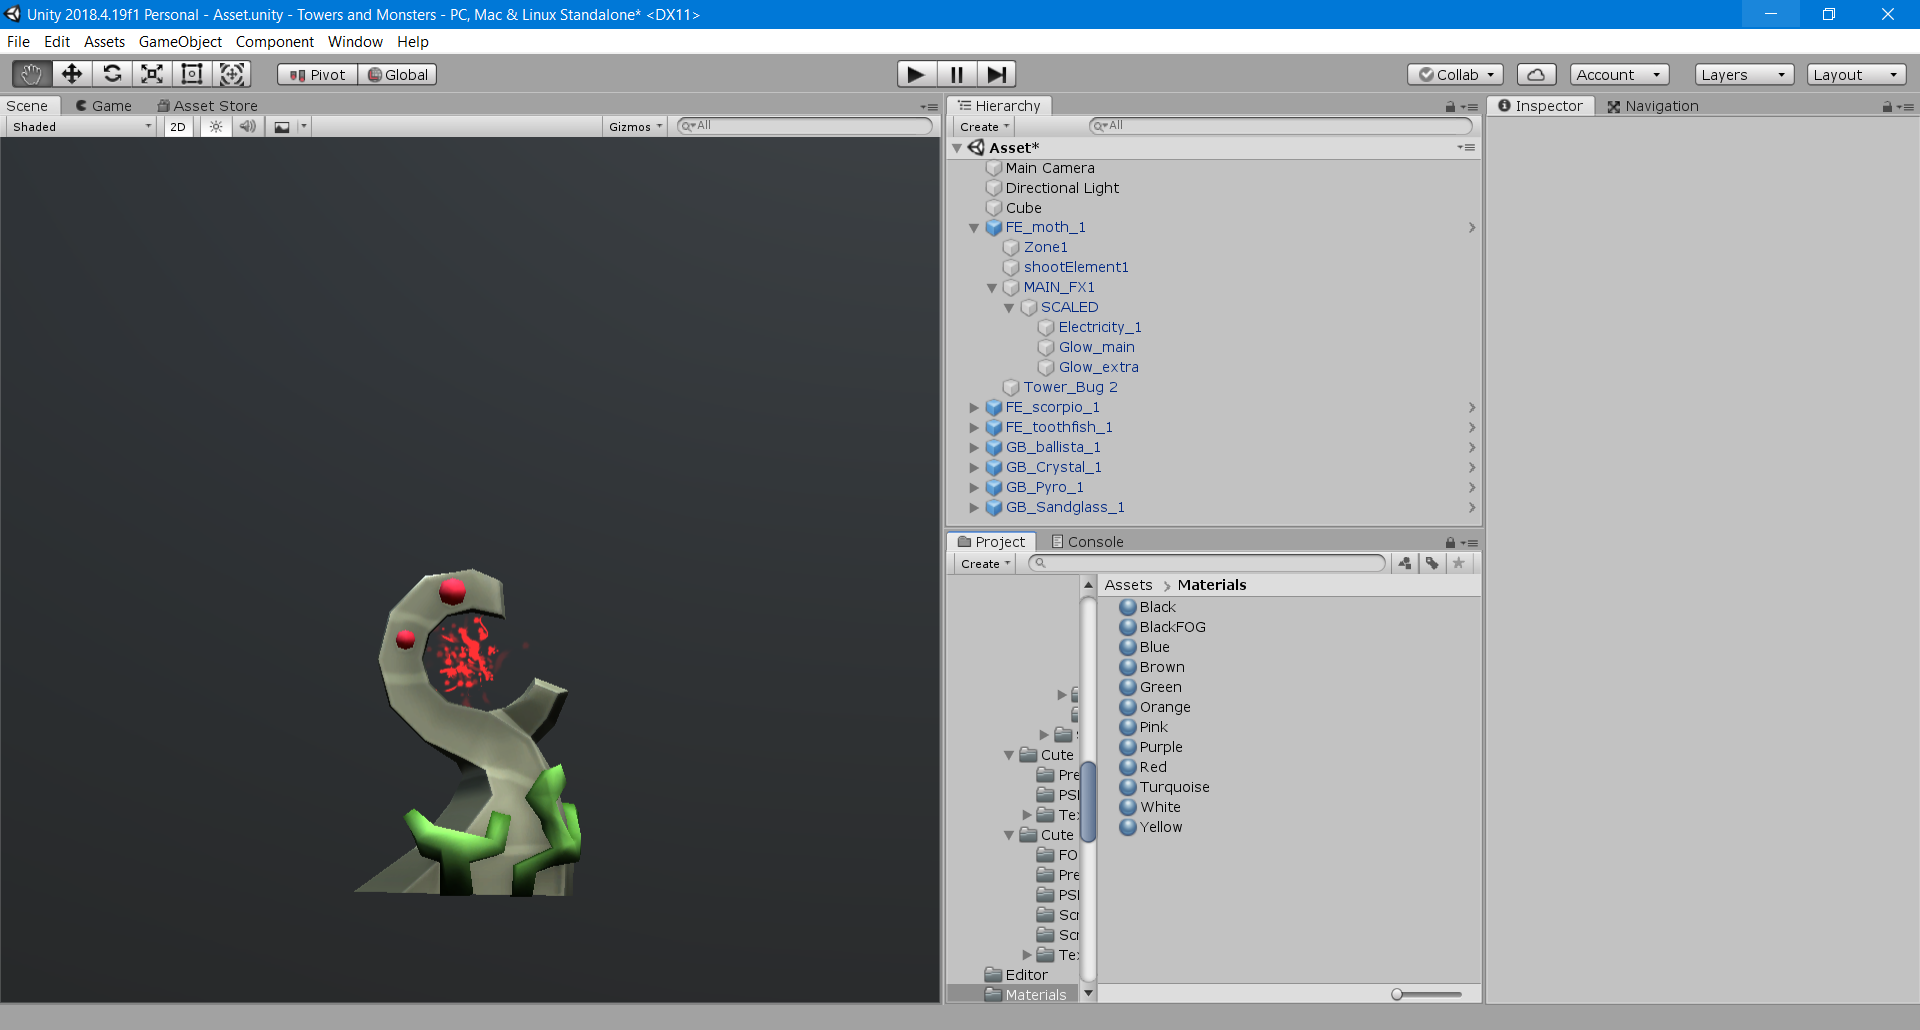 Unity 2018.4.19f1 Personal - Asset.unity - Towers and Monsters - PC, Mac & Linux Standalone* <DX11>
File Edit Assets GameObject Component Window Help
Pivot Global Collab Account Layers Layout
Scene Game Asset Store
Shaded 2D Gizmos All
Hierarchy
Create All
Asset*
Main Camera
Directional Light
Cube
FE_moth_1
Zone1
shootElement1
MAIN_FX1
SCALED
Electricity_1
Glow_main
Glow_extra
Tower_Bug 2
FE_scorpio_1
FE_toothfish_1
GB_ballista_1
GB_Crystal_1
GB_Pyro_1
GB_Sandglass_1
Project Console
Create
Cute
Pre
PSI
Te
Cute
FO
Pre
PSI
Scr
Scr
Te
Editor
Materials
Assets > Materials
Black
BlackFOG
Blue
Brown
Green
Orange
Pink
Purple
Red
Turquoise
White
Yellow
Inspector Navigation